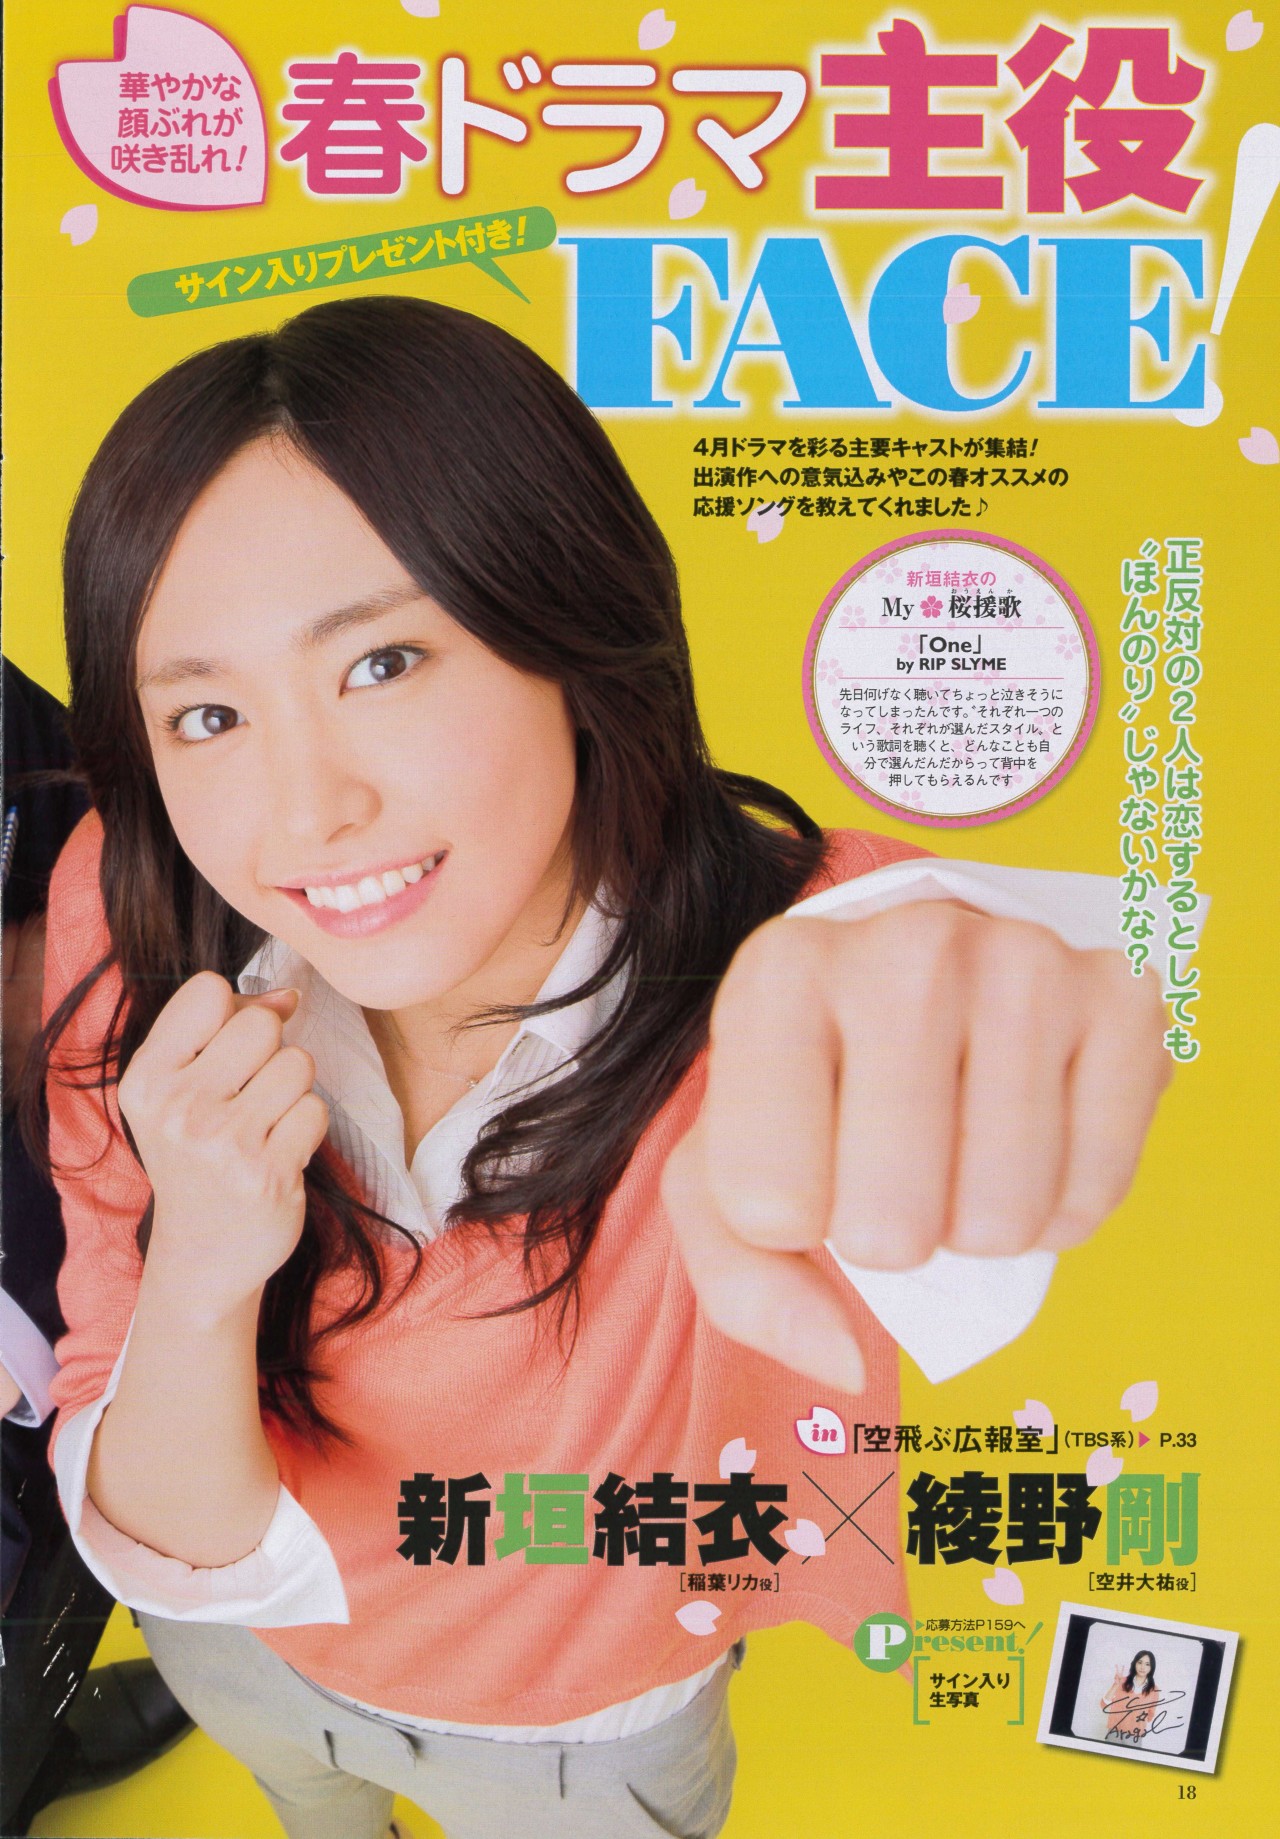 華やかな
顔ぶれが
咲き乱れ!
春ドラマ主役
FACE!
サイン入りプレゼント付き!
4月ドラマを彩る主要キャストが集結!
出演作への意気込みやこの春オススメの
応援ソングを教えてくれました♪
新垣結衣の
おうえんか
My 桜援歌
「One」
by RIP SLYME
先日何げなく聴いてちょっと泣きそうに
なってしまったんです。〝それぞれ一つの
ライフ、それぞれが選んだスタイル〟と
いう歌詞を聴くと、どんなことも自
分で選んだんだからって背中を
押してもらえるんです
正反対の2人は恋するとしても
〝ほんのり〟じゃないかな?
in「空飛ぶ広報室」(TBS系)▶ P.33
新垣結衣×綾野剛
[稲葉リカ役]
[空井大祐役]
▶応募方法P159へ
Present!
サイン入り
生写真
18